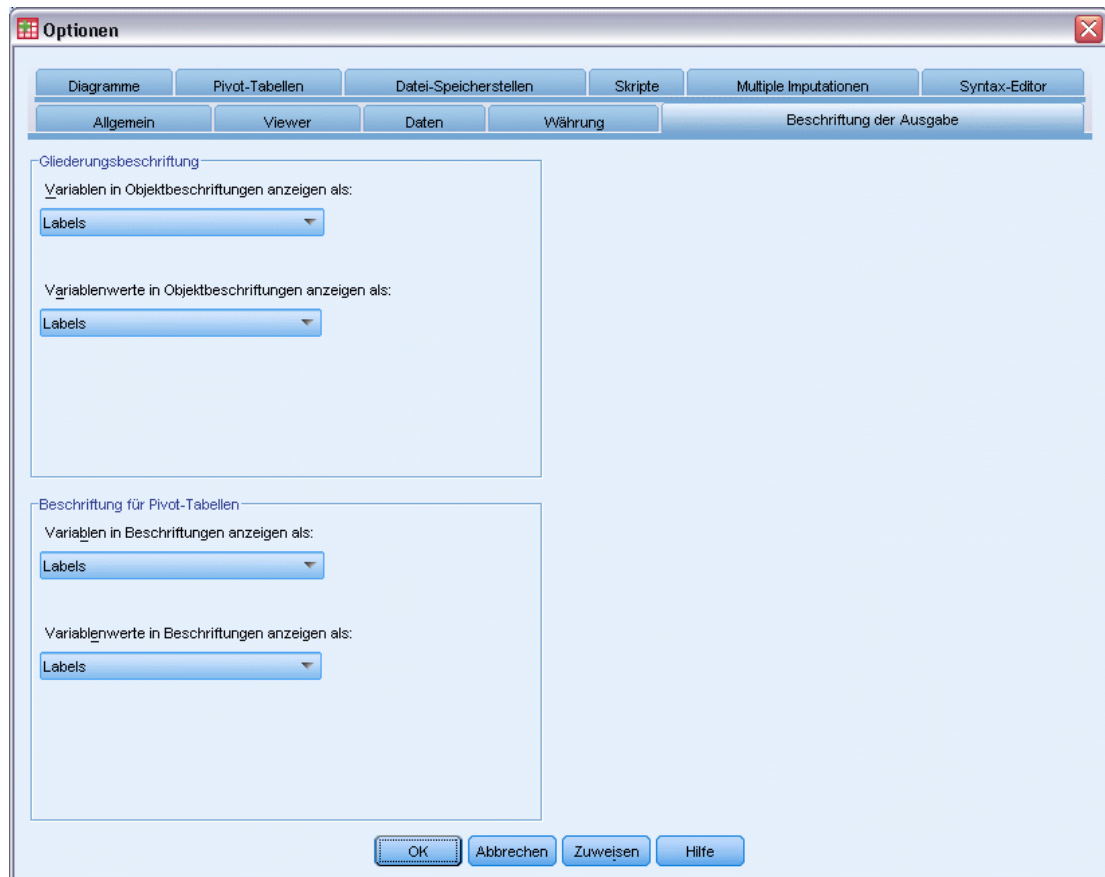 Optionen
Diagramme Pivot-Tabellen Datei-Speicherstellen Skripte Multiple Imputationen Syntax-Editor
Allgemein Viewer Daten Währung Beschriftung der Ausgabe
Gliederungsbeschriftung
Variablen in Objektbeschriftungen anzeigen als:
Labels
Variablenwerte in Objektbeschriftungen anzeigen als:
Labels
Beschriftung für Pivot-Tabellen
Variablen in Beschriftungen anzeigen als:
Labels
Variablenwerte in Beschriftungen anzeigen als:
Labels
OK Abbrechen Zuweisen Hilfe